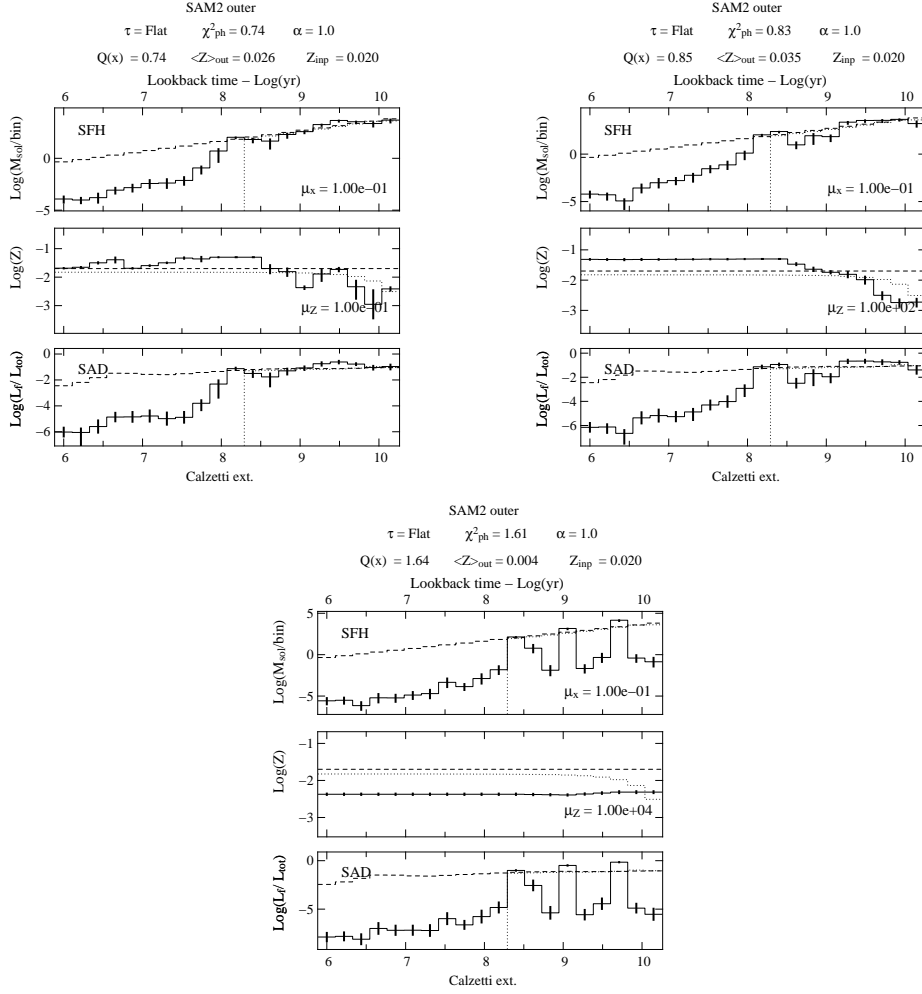 SAM2 outer
τ = Flat χ²ph = 0.74 α = 1.0
Q(x) = 0.74 <Z>out = 0.026 Zinp = 0.020
Lookback time − Log(yr)
6 7 8 9 10
Log(Msol/bin)
0
−5
SFH
μx = 1.00e−01
Log(Z)
−1
−2
−3
μZ = 1.00e−01
Log(Lf/ Ltot)
0
−2
−4
−6
SAD
6 7 8 9 10
Calzetti ext.
τ = Flat χ²ph = 0.83 α = 1.0
Q(x) = 0.85 <Z>out = 0.035 Zinp = 0.020
Lookback time − Log(yr)
6 7 8 9 10
Log(Msol/bin)
0
−5
SFH
μx = 1.00e−01
Log(Z)
−1
−2
−3
μZ = 1.00e+02
Log(Lf/ Ltot)
0
−2
−4
−6
SAD
6 7 8 9 10
Calzetti ext.
SAM2 outer
τ = Flat χ²ph = 1.61 α = 1.0
Q(x) = 1.64 <Z>out = 0.004 Zinp = 0.020
Lookback time − Log(yr)
6 7 8 9 10
Log(Msol/bin)
5
0
−5
SFH
μx = 1.00e−01
Log(Z)
−1
−2
−3
μZ = 1.00e+04
Log(Lf/ Ltot)
0
−5
SAD
6 7 8 9 10
Calzetti ext.